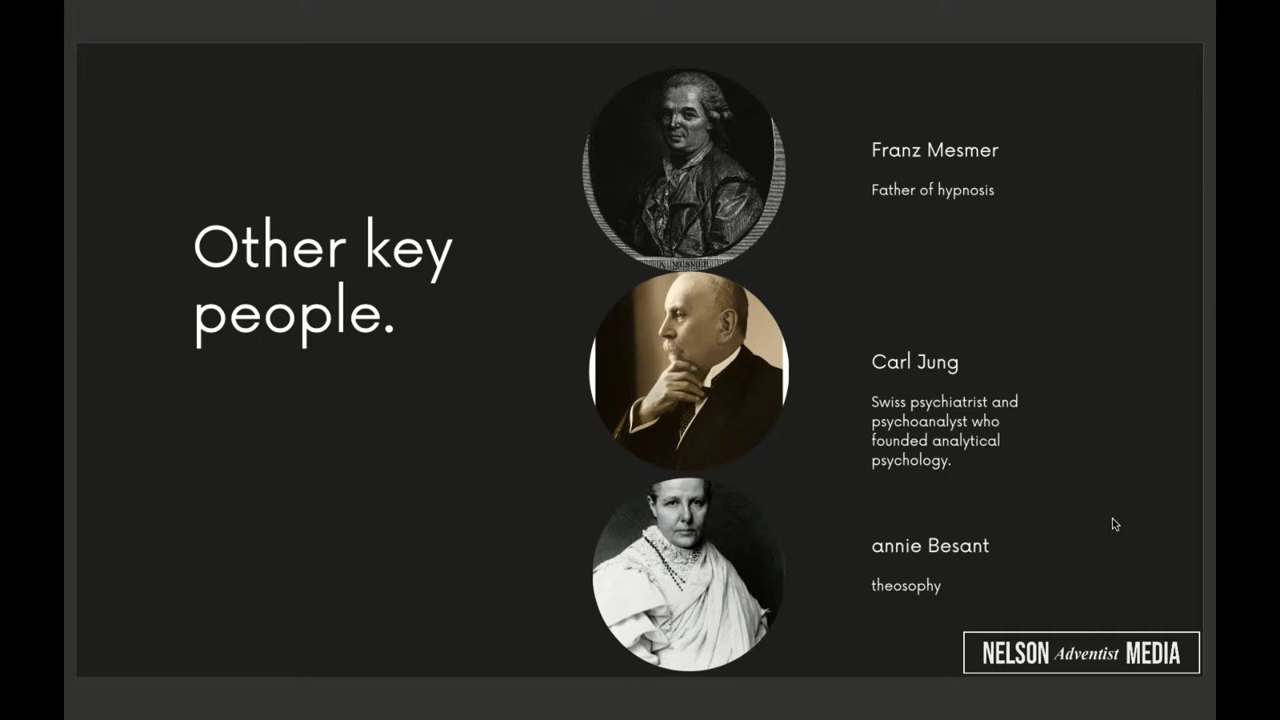 Other key
people.
A. MESMER
Franz Mesmer
Father of hypnosis
Carl Jung
Swiss psychiatrist and
psychoanalyst who
founded analytical
psychology.
annie Besant
theosophy
NELSON Adventist MEDIA